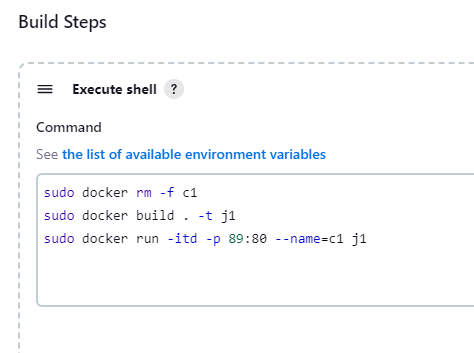 Build Steps
Execute shell ?
Command
See the list of available environment variables
sudo docker rm -f c1
sudo docker build . -t j1
sudo docker run -itd -p 89:80 --name=c1 j1